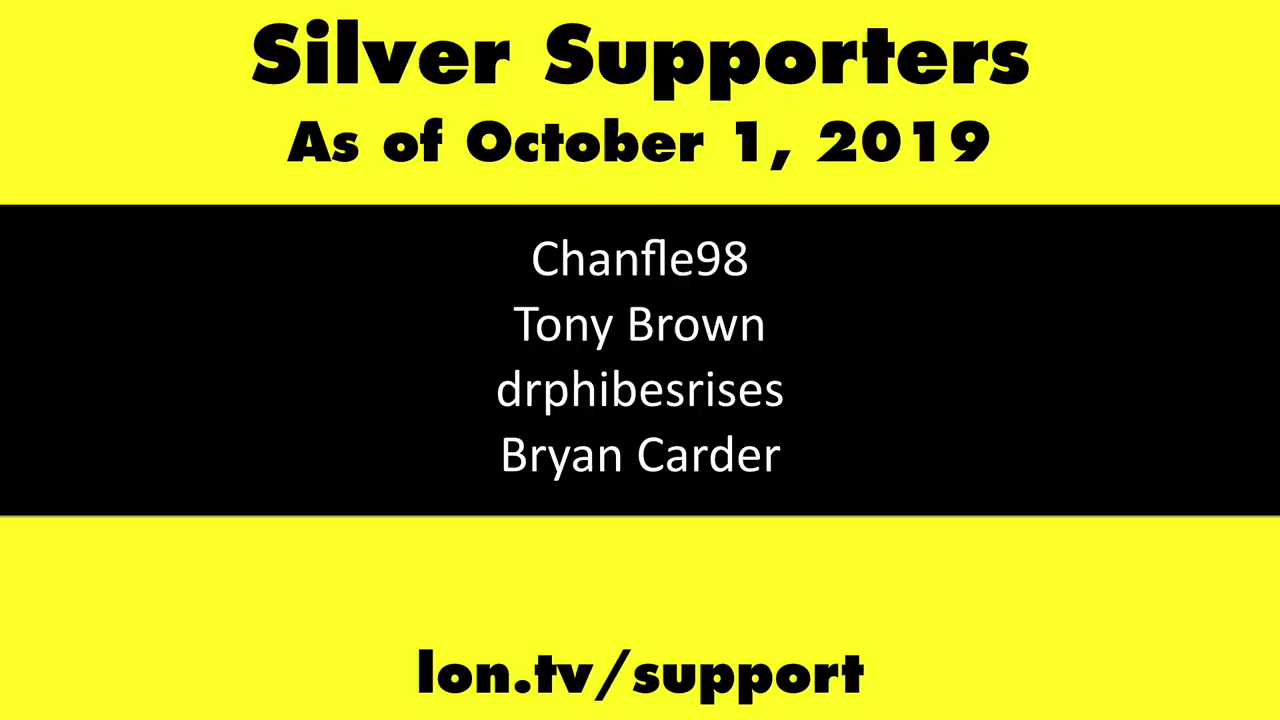 Silver Supporters
As of October 1, 2019
Chanfle98
Tony Brown
drphibesrises
Bryan Carder
lon.tv/support